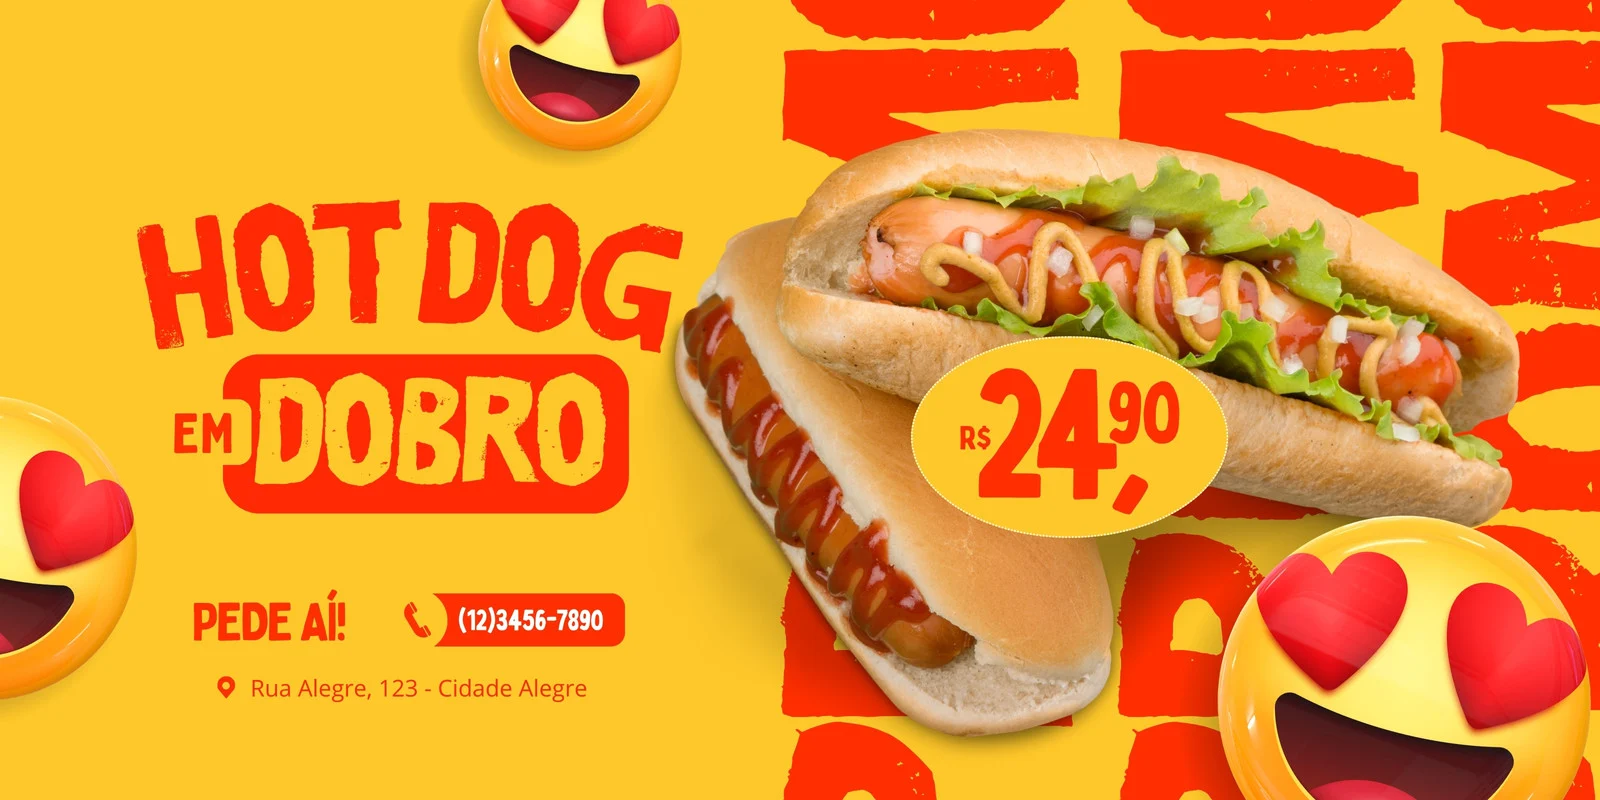 HOT DOG
EM DOBRO
R$24,90
PEDE AÍ!
(12)3456-7890
Rua Alegre, 123 - Cidade Alegre